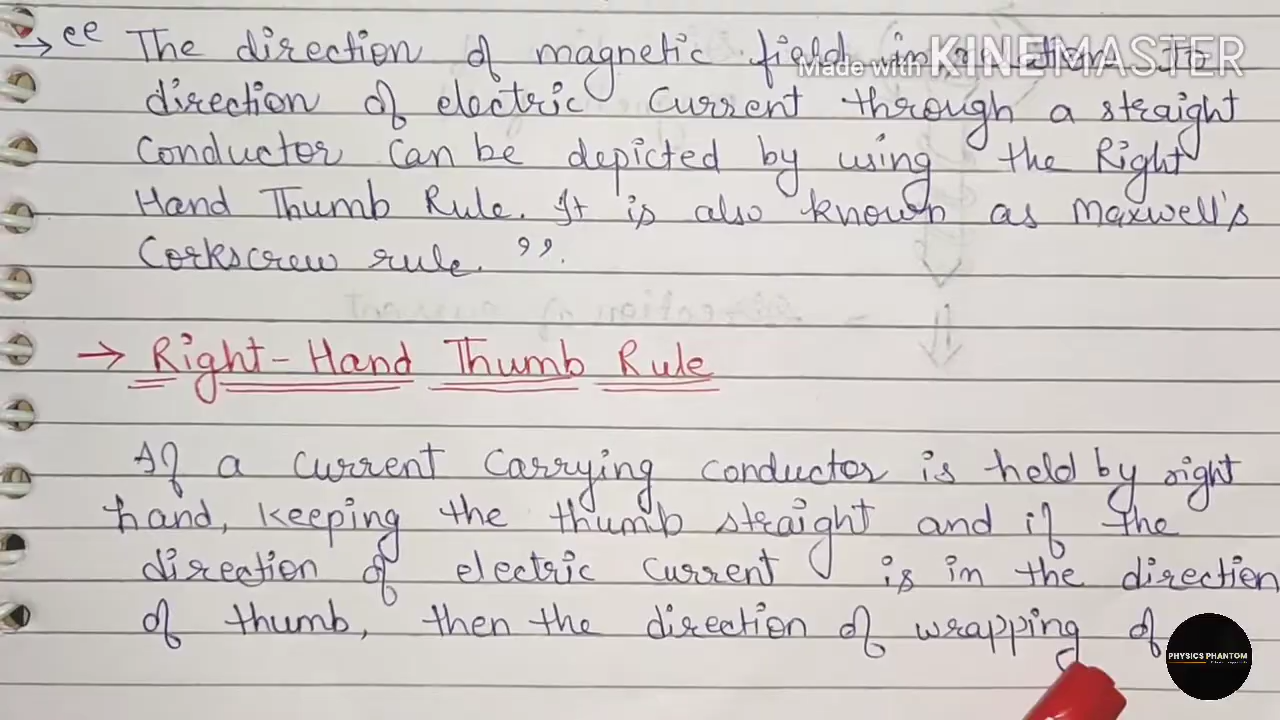 → “ The direction of magnetic field in relation to
Made with KINEMASTER
direction of electric current through a straight
Conductor can be depicted by using the Right
Hand Thumb Rule. It is also known as Maxwell's
Corkscrew rule. ”.
→ Right-Hand Thumb Rule
If a current carrying conductor is held by right
hand, keeping the thumb straight and if the
direction of electric current is in the direction
of thumb, then the direction of wrapping of
PHYSICS PHANTOM